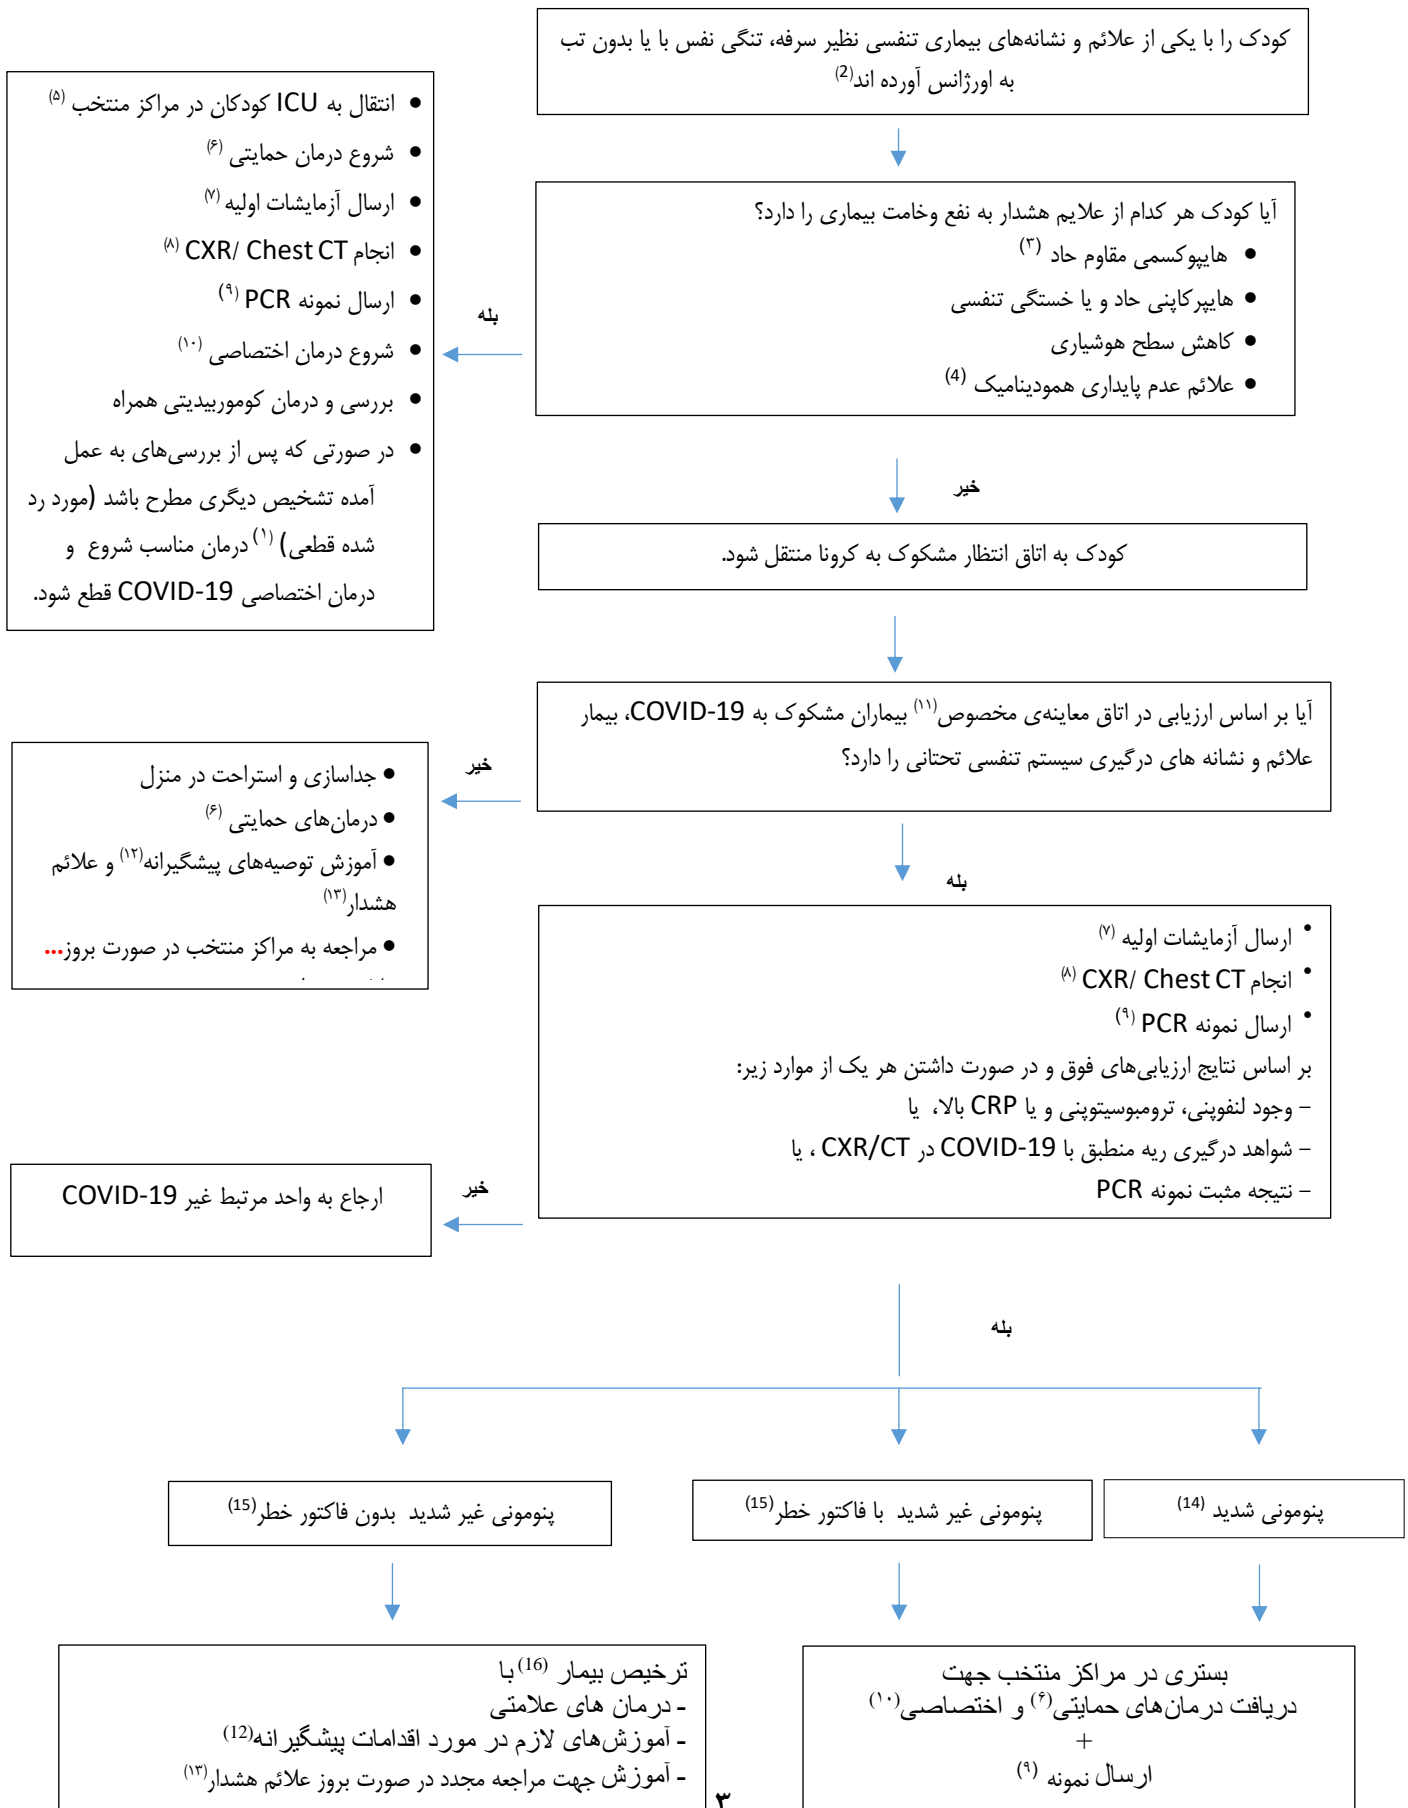 کودک را با یکی از علائم و نشانه‌های بیماری تنفسی نظیر سرفه، تنگی نفس با یا بدون تب
به اورژانس آورده اند(2)
آیا کودک هر کدام از علایم هشدار به نفع وخامت بیماری را دارد؟
● هایپوکسمی مقاوم حاد (۳)
● هایپرکاپنی حاد و یا خستگی تنفسی
● کاهش سطح هوشیاری
● علائم عدم پایداری همودینامیک (4)
بله
● انتقال به ICU کودکان در مراکز منتخب (۵)
● شروع درمان حمایتی (۶)
● ارسال آزمایشات اولیه (۷)
● انجام CXR/ Chest CT (۸)
● ارسال نمونه PCR (۹)
● شروع درمان اختصاصی (۱۰)
● بررسی و درمان کوموربیدیتی همراه
● در صورتی که پس از بررسی‌های به عمل
آمده تشخیص دیگری مطرح باشد (مورد رد
شده قطعی) (۱) درمان مناسب شروع و
درمان اختصاصی COVID-19 قطع شود.
خیر
کودک به اتاق انتظار مشکوک به کرونا منتقل شود.
آیا بر اساس ارزیابی در اتاق معاینه‌ی مخصوص(۱۱) بیماران مشکوک به COVID-19، بیمار
علائم و نشانه های درگیری سیستم تنفسی تحتانی را دارد؟
خیر
● جداسازی و استراحت در منزل
● درمان‌های حمایتی (۶)
● آموزش توصیه‌های پیشگیرانه(۱۲) و علائم
هشدار(۱۳)
● مراجعه به مراکز منتخب در صورت بروز...
بله
• ارسال آزمایشات اولیه (۷)
• انجام CXR/ Chest CT (۸)
• ارسال نمونه PCR (۹)
بر اساس نتایج ارزیابی‌های فوق و در صورت داشتن هر یک از موارد زیر:
– وجود لنفوپنی، ترومبوسیتوپنی و یا CRP بالا، یا
– شواهد درگیری ریه منطبق با COVID-19 در CXR/CT ، یا
– نتیجه مثبت نمونه PCR
خیر
ارجاع به واحد مرتبط غیر COVID-19
بله
پنومونی شدید (14)
پنومونی غیر شدید با فاکتور خطر(15)
پنومونی غیر شدید بدون فاکتور خطر(15)
بستری در مراکز منتخب جهت
دریافت درمان‌های حمایتی(۶) و اختصاصی(۱۰)
+
ارسال نمونه (۹)
ترخیص بیمار (16) با
- درمان های علامتی
- آموزش‌های لازم در مورد اقدامات پیشگیرانه(12)
- آموزش جهت مراجعه مجدد در صورت بروز علائم هشدار(۱۳)
۳